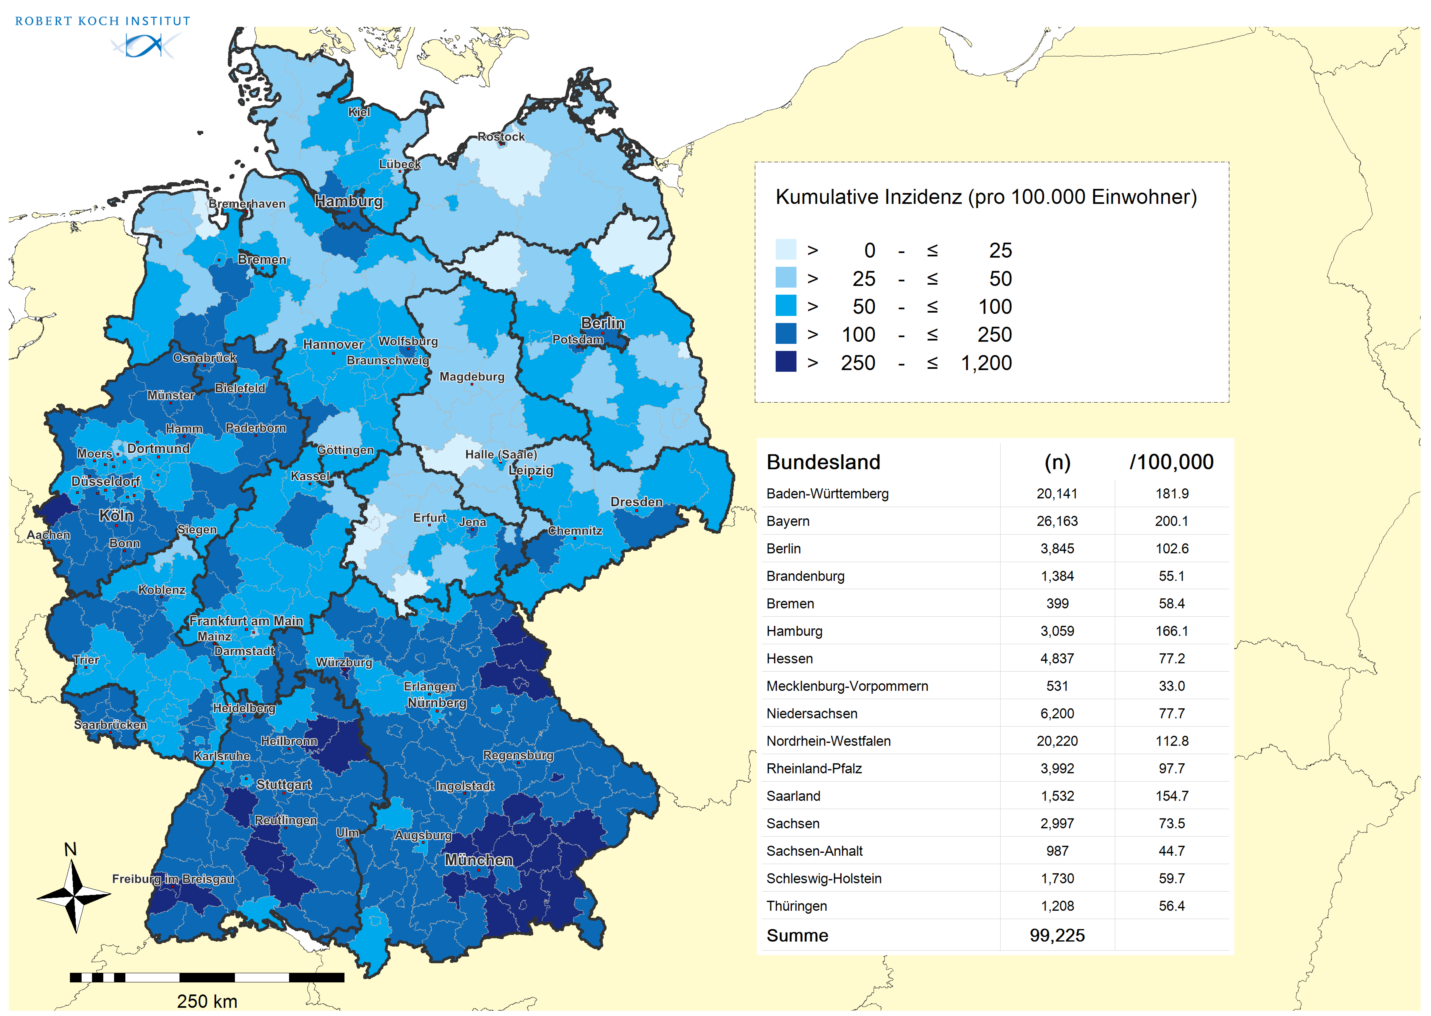 ROBERT KOCH INSTITUT
Kiel
Rostock
Lübeck
Hamburg
Bremerhaven
Bremen
Berlin
Potsdam
Hannover
Wolfsburg
Braunschweig
Osnabrück
Magdeburg
Bielefeld
Münster
Hamm
Paderborn
Moers
Dortmund
Göttingen
Halle (Saale)
Leipzig
Düsseldorf
Kassel
Dresden
Köln
Erfurt
Jena
Aachen
Siegen
Chemnitz
Bonn
Koblenz
Frankfurt am Main
Mainz
Darmstadt
Trier
Würzburg
Erlangen
Nürnberg
Heidelberg
Saarbrücken
Heilbronn
Karlsruhe
Regensburg
Stuttgart
Ingolstadt
Reutlingen
Ulm
Augsburg
München
Freiburg im Breisgau
N
250 km
Kumulative Inzidenz (pro 100.000 Einwohner)
> 0 - ≤ 25
> 25 - ≤ 50
> 50 - ≤ 100
> 100 - ≤ 250
> 250 - ≤ 1,200
Bundesland (n) /100,000
Baden-Württemberg 20,141 181.9
Bayern 26,163 200.1
Berlin 3,845 102.6
Brandenburg 1,384 55.1
Bremen 399 58.4
Hamburg 3,059 166.1
Hessen 4,837 77.2
Mecklenburg-Vorpommern 531 33.0
Niedersachsen 6,200 77.7
Nordrhein-Westfalen 20,220 112.8
Rheinland-Pfalz 3,992 97.7
Saarland 1,532 154.7
Sachsen 2,997 73.5
Sachsen-Anhalt 987 44.7
Schleswig-Holstein 1,730 59.7
Thüringen 1,208 56.4
Summe 99,225